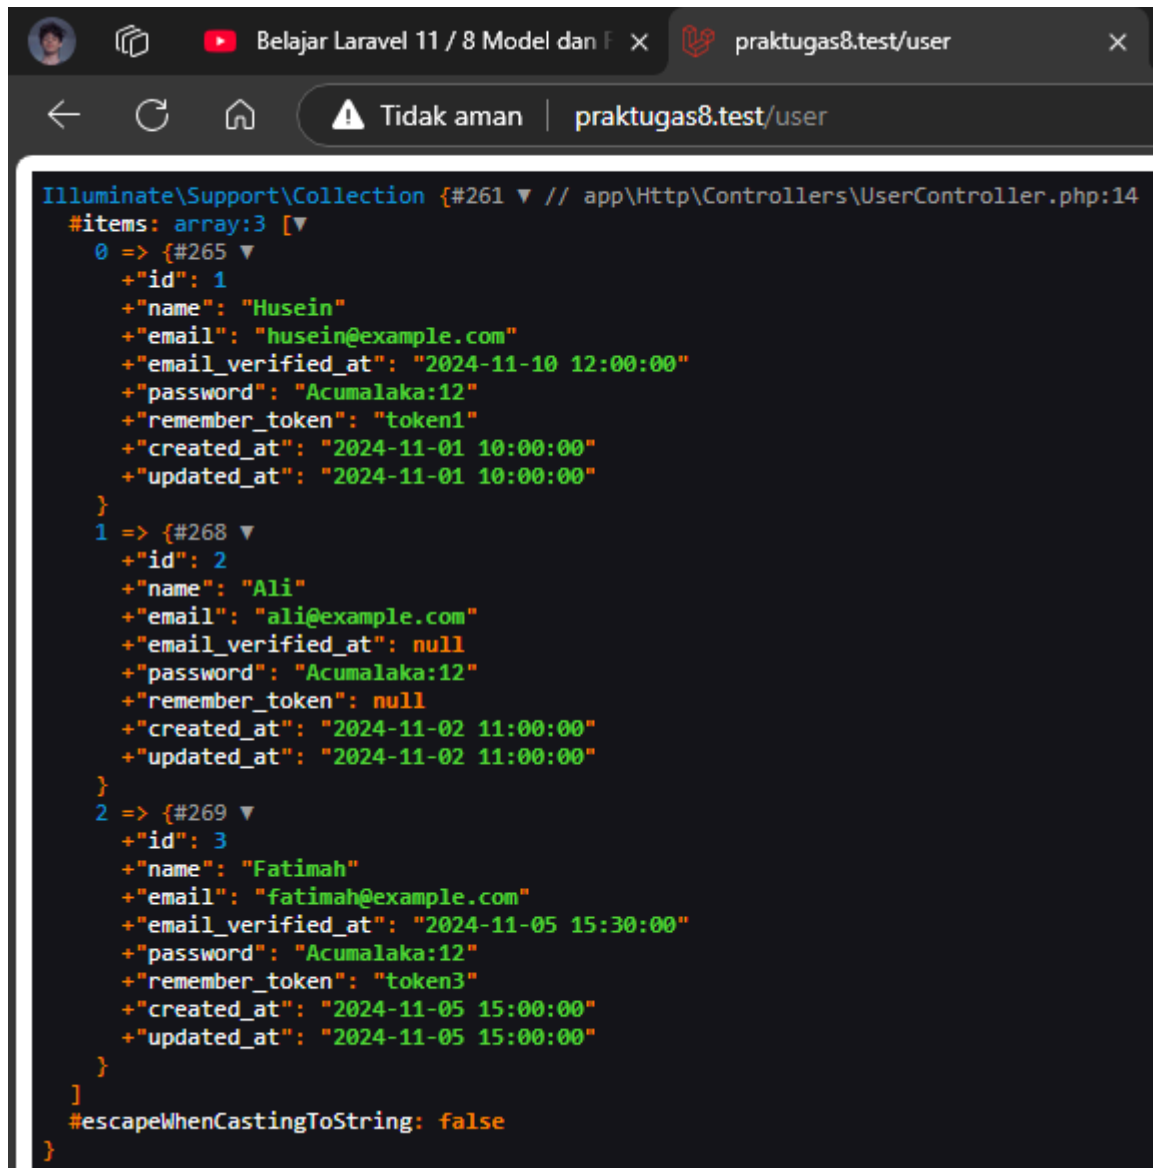 Belajar Laravel 11 / 8 Model dan
praktugas8.test/user
Tidak aman
praktugas8.test/user
Illuminate\Support\Collection {#261 ▼ // app\Http\Controllers\UserController.php:14
#items: array:3 [▼
0 => {#265 ▼
+"id": 1
+"name": "Husein"
+"email": "husein@example.com"
+"email_verified_at": "2024-11-10 12:00:00"
+"password": "Acumalaka:12"
+"remember_token": "token1"
+"created_at": "2024-11-01 10:00:00"
+"updated_at": "2024-11-01 10:00:00"
}
1 => {#268 ▼
+"id": 2
+"name": "Ali"
+"email": "ali@example.com"
+"email_verified_at": null
+"password": "Acumalaka:12"
+"remember_token": null
+"created_at": "2024-11-02 11:00:00"
+"updated_at": "2024-11-02 11:00:00"
}
2 => {#269 ▼
+"id": 3
+"name": "Fatimah"
+"email": "fatimah@example.com"
+"email_verified_at": "2024-11-05 15:30:00"
+"password": "Acumalaka:12"
+"remember_token": "token3"
+"created_at": "2024-11-05 15:00:00"
+"updated_at": "2024-11-05 15:00:00"
}
]
#escapeWhenCastingToString: false
}